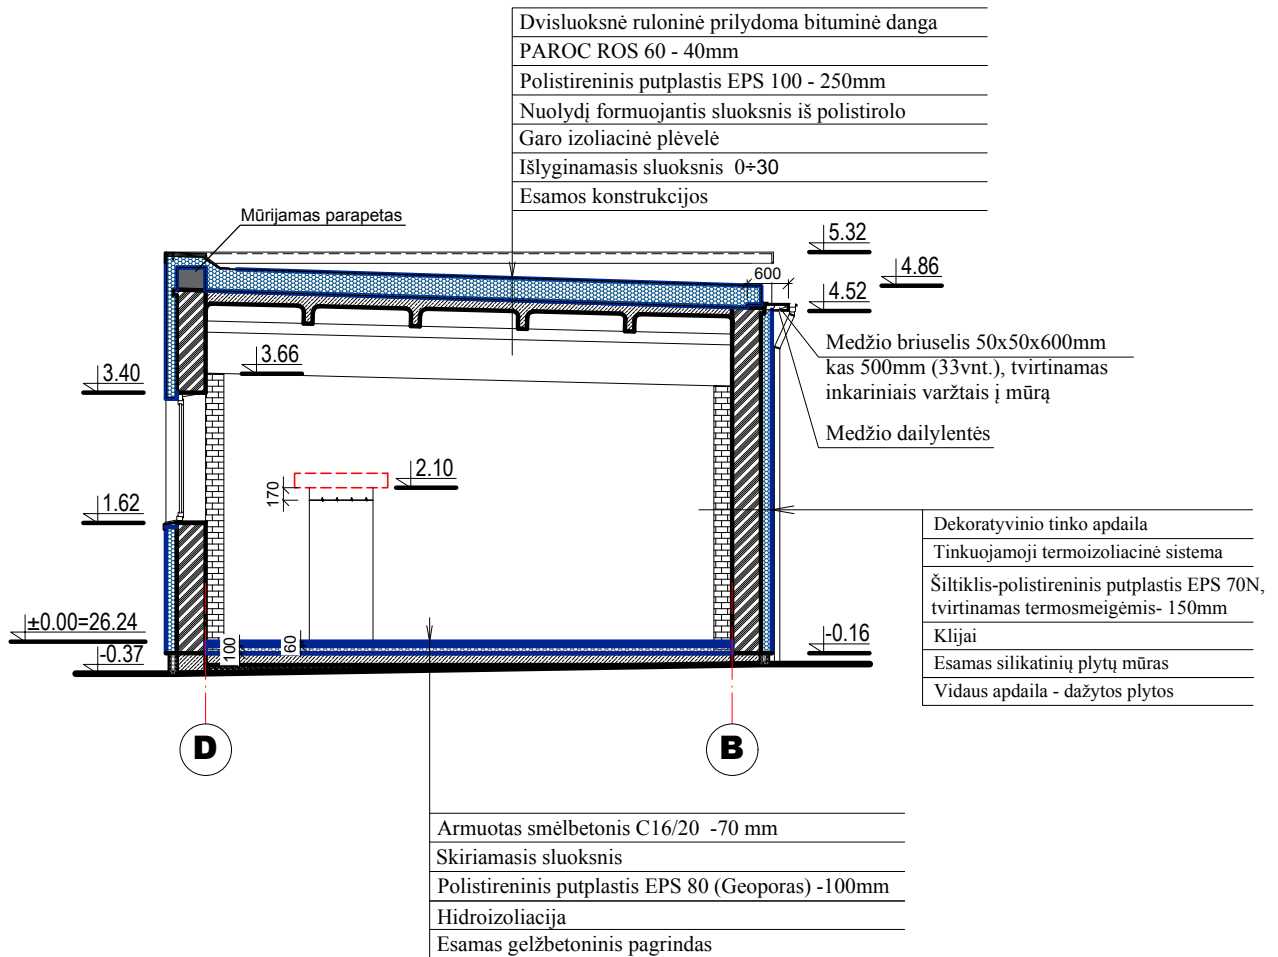 Dvisluoksnė ruloninė prilydoma bituminė danga
PAROC ROS 60 - 40mm
Polistireninis putplastis EPS 100 - 250mm
Nuolydį formuojantis sluoksnis iš polistirolo
Garo izoliacinė plėvelė
Išlyginamasis sluoksnis 0÷30
Esamos konstrukcijos
Mūrijamas parapetas
5.32
600
4.86
4.52
Medžio briuselis 50x50x600mm
kas 500mm (33vnt.), tvirtinamas
inkariniais varžtais į mūrą
Medžio dailylentės
3.66
3.40
2.10
170
1.62
Dekoratyvinio tinko apdaila
Tinkuojamoji termoizoliacinė sistema
Šiltiklis-polistireninis putplastis EPS 70N,
tvirtinamas termosmeigėmis- 150mm
Klijai
Esamas silikatinių plytų mūras
Vidaus apdaila - dažytos plytos
±0.00=26.24
-0.37
100
60
-0.16
D
B
Armuotas smėlbetonis C16/20 -70 mm
Skiriamasis sluoksnis
Polistireninis putplastis EPS 80 (Geoporas) -100mm
Hidroizoliacija
Esamas gelžbetoninis pagrindas